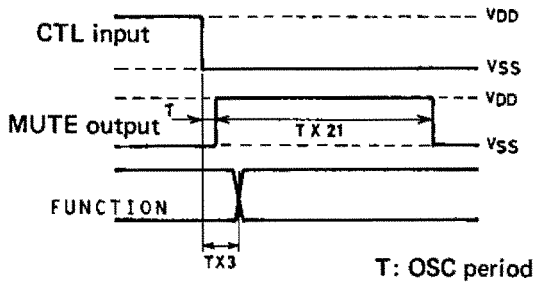 VDD
CTL input
VSS
VDD
T
MUTE output
T X 21
VSS
FUNCTION
TX3
T: OSC period